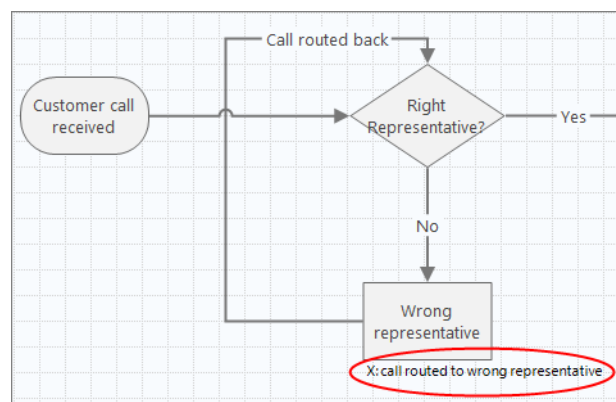 Call routed back
Customer call
received
Right
Representative?
Yes
No
Wrong
representative
X: call routed to wrong representative